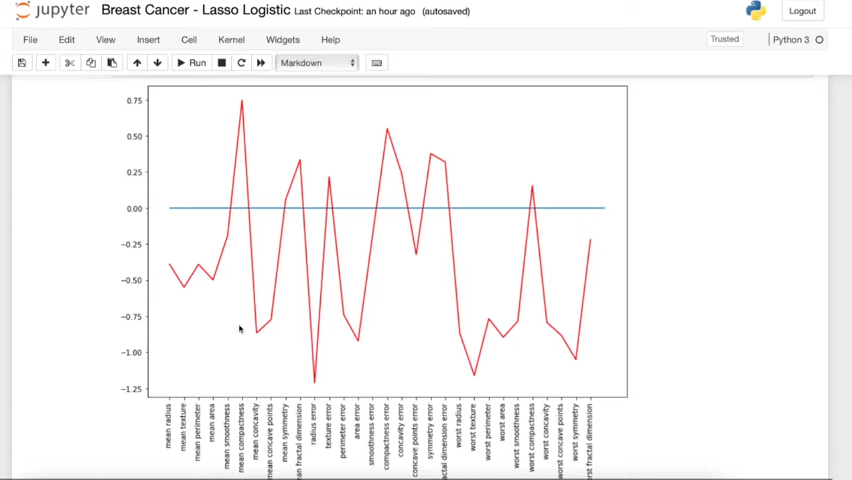 jupyter Breast Cancer - Lasso Logistic Last Checkpoint: an hour ago (autosaved) Logout
File Edit View Insert Cell Kernel Widgets Help Trusted Python 3
Run Markdown
0.75
0.50
0.25
0.00
−0.25
−0.50
−0.75
−1.00
−1.25
mean radius
mean texture
mean perimeter
mean area
mean smoothness
mean compactness
mean concavity
mean concave points
mean symmetry
an fractal dimension
radius error
texture error
perimeter error
area error
smoothness error
compactness error
concavity error
concave points error
symmetry error
actal dimension error
worst radius
worst texture
worst perimeter
worst area
worst smoothness
worst compactness
worst concavity
orst concave points
worst symmetry
rst fractal dimension